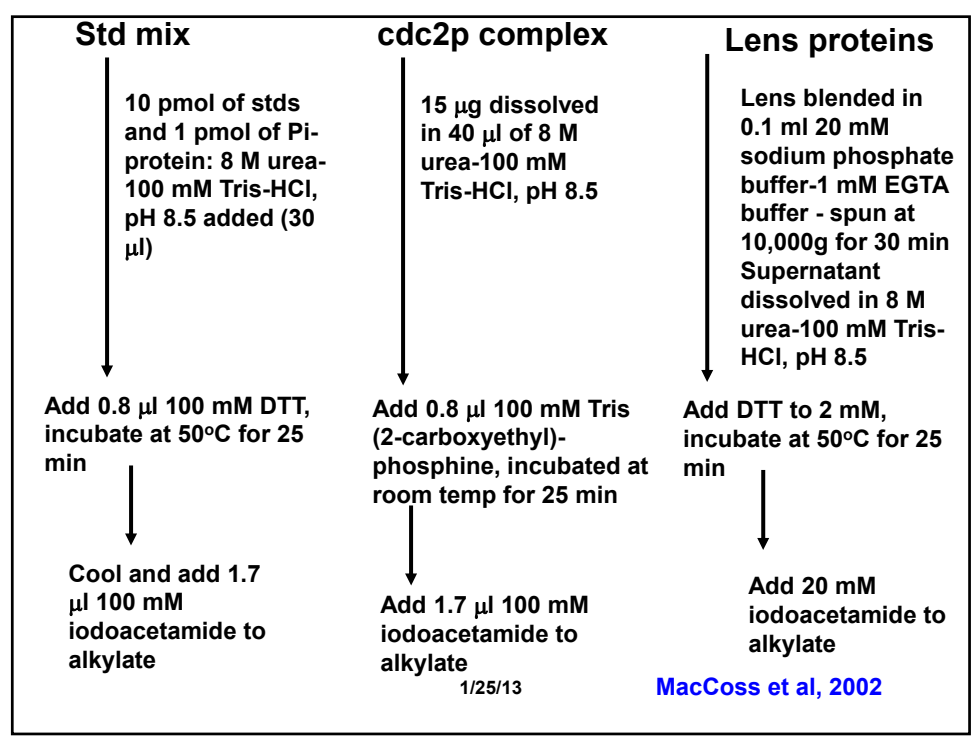 Std mix
10 pmol of stds
and 1 pmol of Pi-
protein: 8 M urea-
100 mM Tris-HCl,
pH 8.5 added (30
µl)
Add 0.8 µl 100 mM DTT,
incubate at 50°C for 25
min
Cool and add 1.7
µl 100 mM
iodoacetamide to
alkylate
cdc2p complex
15 µg dissolved
in 40 µl of 8 M
urea-100 mM
Tris-HCl, pH 8.5
Add 0.8 µl 100 mM Tris
(2-carboxyethyl)-
phosphine, incubated at
room temp for 25 min
Add 1.7 µl 100 mM
iodoacetamide to
alkylate
Lens proteins
Lens blended in
0.1 ml 20 mM
sodium phosphate
buffer-1 mM EGTA
buffer - spun at
10,000g for 30 min
Supernatant
dissolved in 8 M
urea-100 mM Tris-
HCl, pH 8.5
Add DTT to 2 mM,
incubate at 50°C for 25
min
Add 20 mM
iodoacetamide to
alkylate
1/25/13
MacCoss et al, 2002